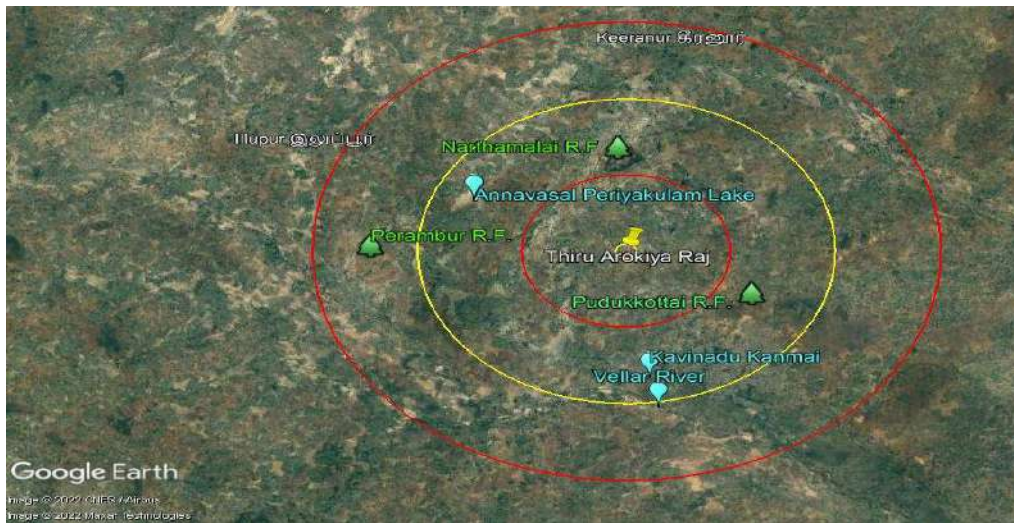 Keeranur கீரனூர்
Illupur இலுப்பூர்
Narthamalai R.F
Annavasal Periyakulam Lake
Perambur R.F.
Thiru Arokiya Raj
Pudukkottai R.F.
Kavinadu Kanmai
Vellar River
Google Earth
Image © 2022 CNES / Airbus
Image © 2022 Maxar Technologies